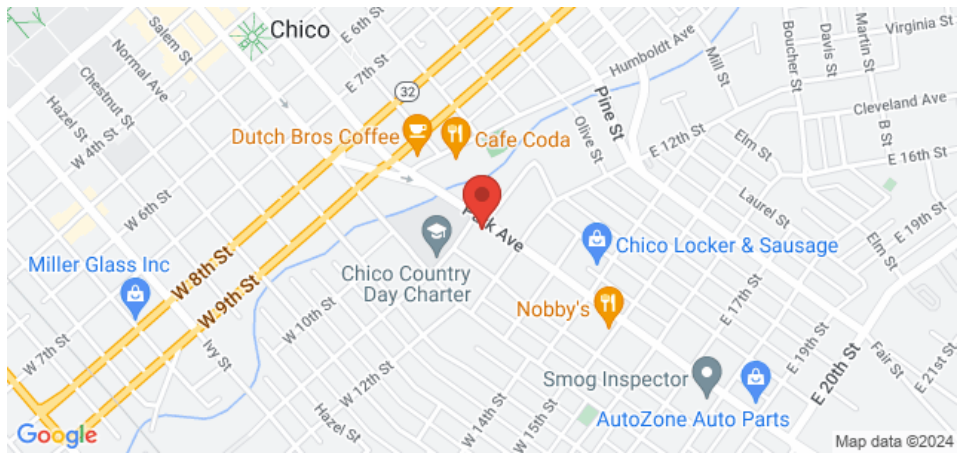 Chico
E 6th St
Salem St
Normal Ave
Chestnut St
Hazel St
W 4th St
E 7th St
32
Humboldt Ave
Mill St
Boucher St
Davis St
Martin St
Virginia St
Cleveland Ave
B St
Pine St
Olive St
E 12th St
Elm St
E 16th St
Dutch Bros Coffee
Cafe Coda
W 6th St
Park Ave
Laurel St
E 19th St
Elm St
Chico Locker & Sausage
Miller Glass Inc
W 8th St
W 9th St
Chico Country
Day Charter
Nobby's
E 17th St
W 10th St
W 7th St
Ivy St
W 12th St
E 19th St
E 20th St
Fair St
E 21st St
Smog Inspector
AutoZone Auto Parts
Hazel St
W 14th St
W 15th St
Google
Map data ©2024